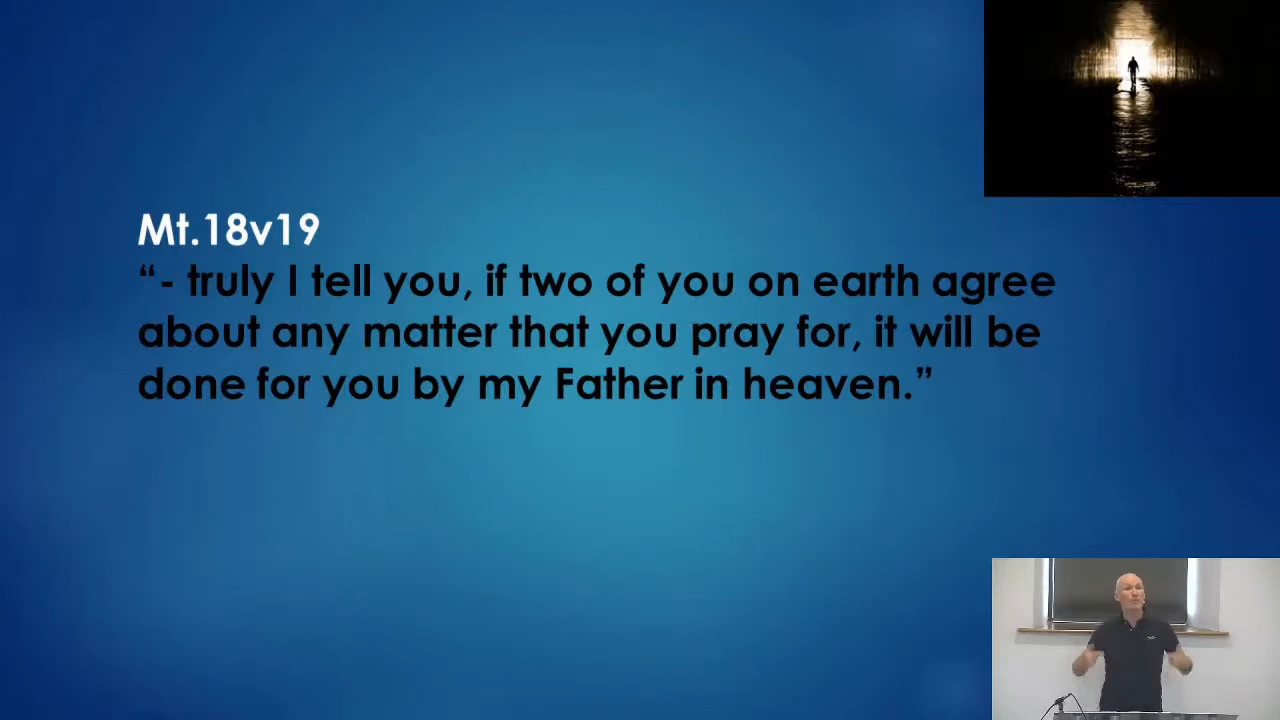 Mt.18v19
“- truly I tell you, if two of you on earth agree
about any matter that you pray for, it will be
done for you by my Father in heaven.”